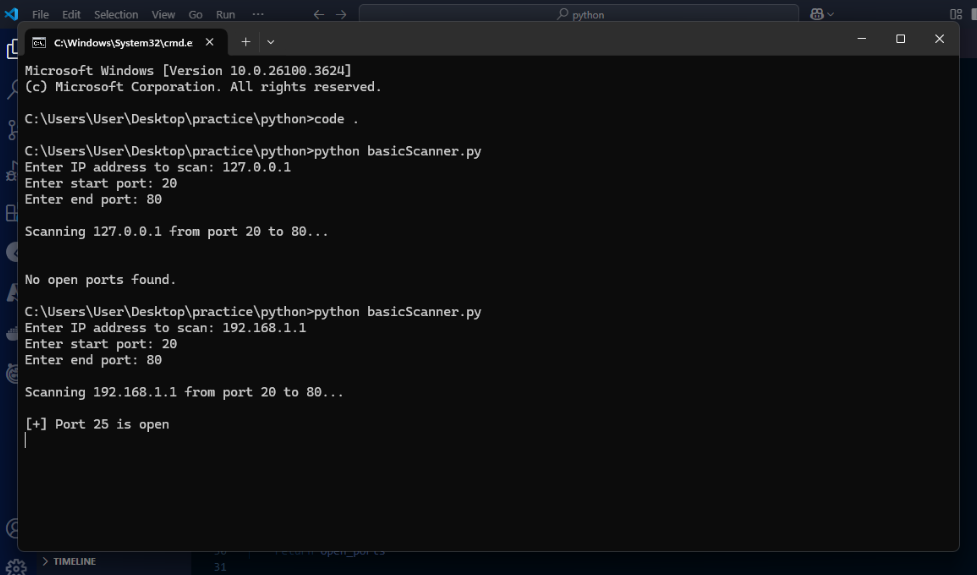 File Edit Selection View Go Run ... python
C:\Windows\System32\cmd.e
Microsoft Windows [Version 10.0.26100.3624]
(c) Microsoft Corporation. All rights reserved.
C:\Users\User\Desktop\practice\python>code .
C:\Users\User\Desktop\practice\python>python basicScanner.py
Enter IP address to scan: 127.0.0.1
Enter start port: 20
Enter end port: 80
Scanning 127.0.0.1 from port 20 to 80...
No open ports found.
C:\Users\User\Desktop\practice\python>python basicScanner.py
Enter IP address to scan: 192.168.1.1
Enter start port: 20
Enter end port: 80
Scanning 192.168.1.1 from port 20 to 80...
[+] Port 25 is open
return open_ports
TIMELINE
31